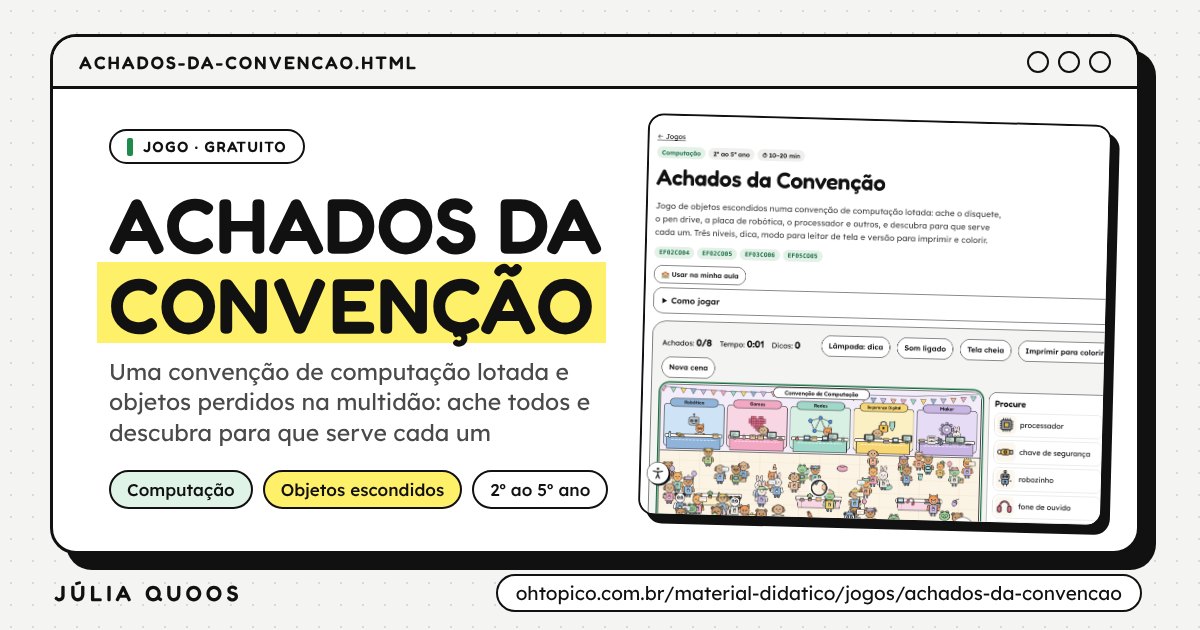 ACHADOS-DA-CONVENCAO.HTML
JOGO · GRATUITO
ACHADOS DA
CONVENÇÃO
Uma convenção de computação lotada e
objetos perdidos na multidão: ache todos e
descubra para que serve cada um
Computação
Objetos escondidos
2º ao 5º ano
← Jogos
Computação
2º ao 5º ano
⏱ 10–20 min
Achados da Convenção
Jogo de objetos escondidos numa convenção de computação lotada: ache o disquete,
o pen drive, a placa de robótica, o processador e outros, e descubra para que serve
cada um. Três níveis, dica, modo para leitor de tela e versão para imprimir e colorir.
EF02CO04
EF02CO05
EF03CO06
EF05CO05
Usar na minha aula
▸ Como jogar
Achados: 0/8
Tempo: 0:01
Dicas: 0
Lâmpada: dica
Som ligado
Tela cheia
Imprimir para colorir
Nova cena
Convenção de Computação
Robótica
Games
Redes
Segurança Digital
Maker
Procure
processador
chave de segurança
robozinho
fone de ouvido
JÚLIA QUOOS
ohtopico.com.br/material-didatico/jogos/achados-da-convencao